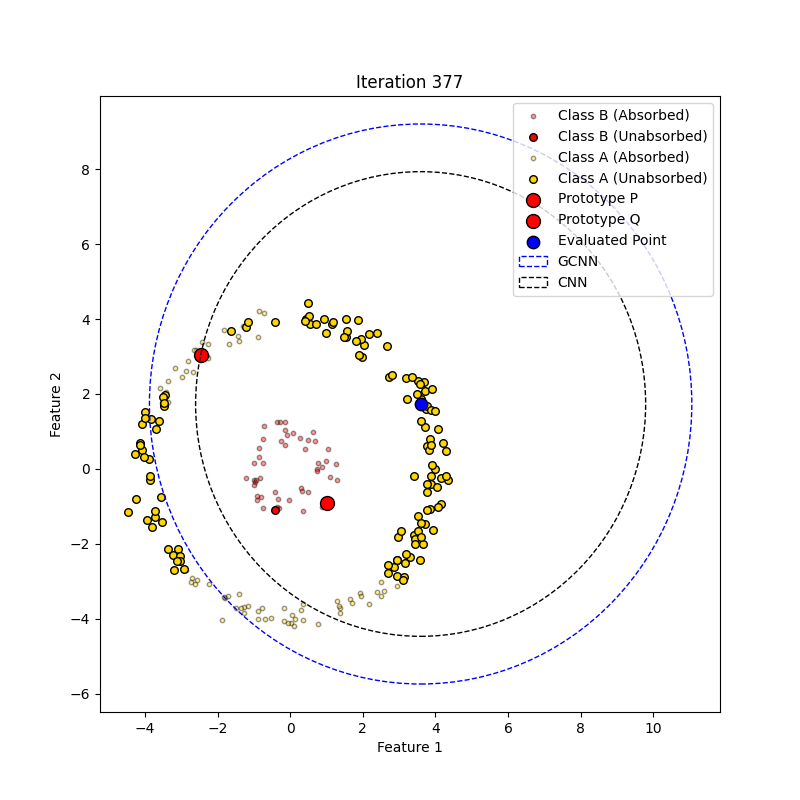 Iteration 377
Class B (Absorbed)
Class B (Unabsorbed)
Class A (Absorbed)
Class A (Unabsorbed)
Prototype P
Prototype Q
Evaluated Point
GCNN
CNN
8
6
4
2
0
−2
−4
−6
Feature 2
−4 −2 0 2 4 6 8 10
Feature 1